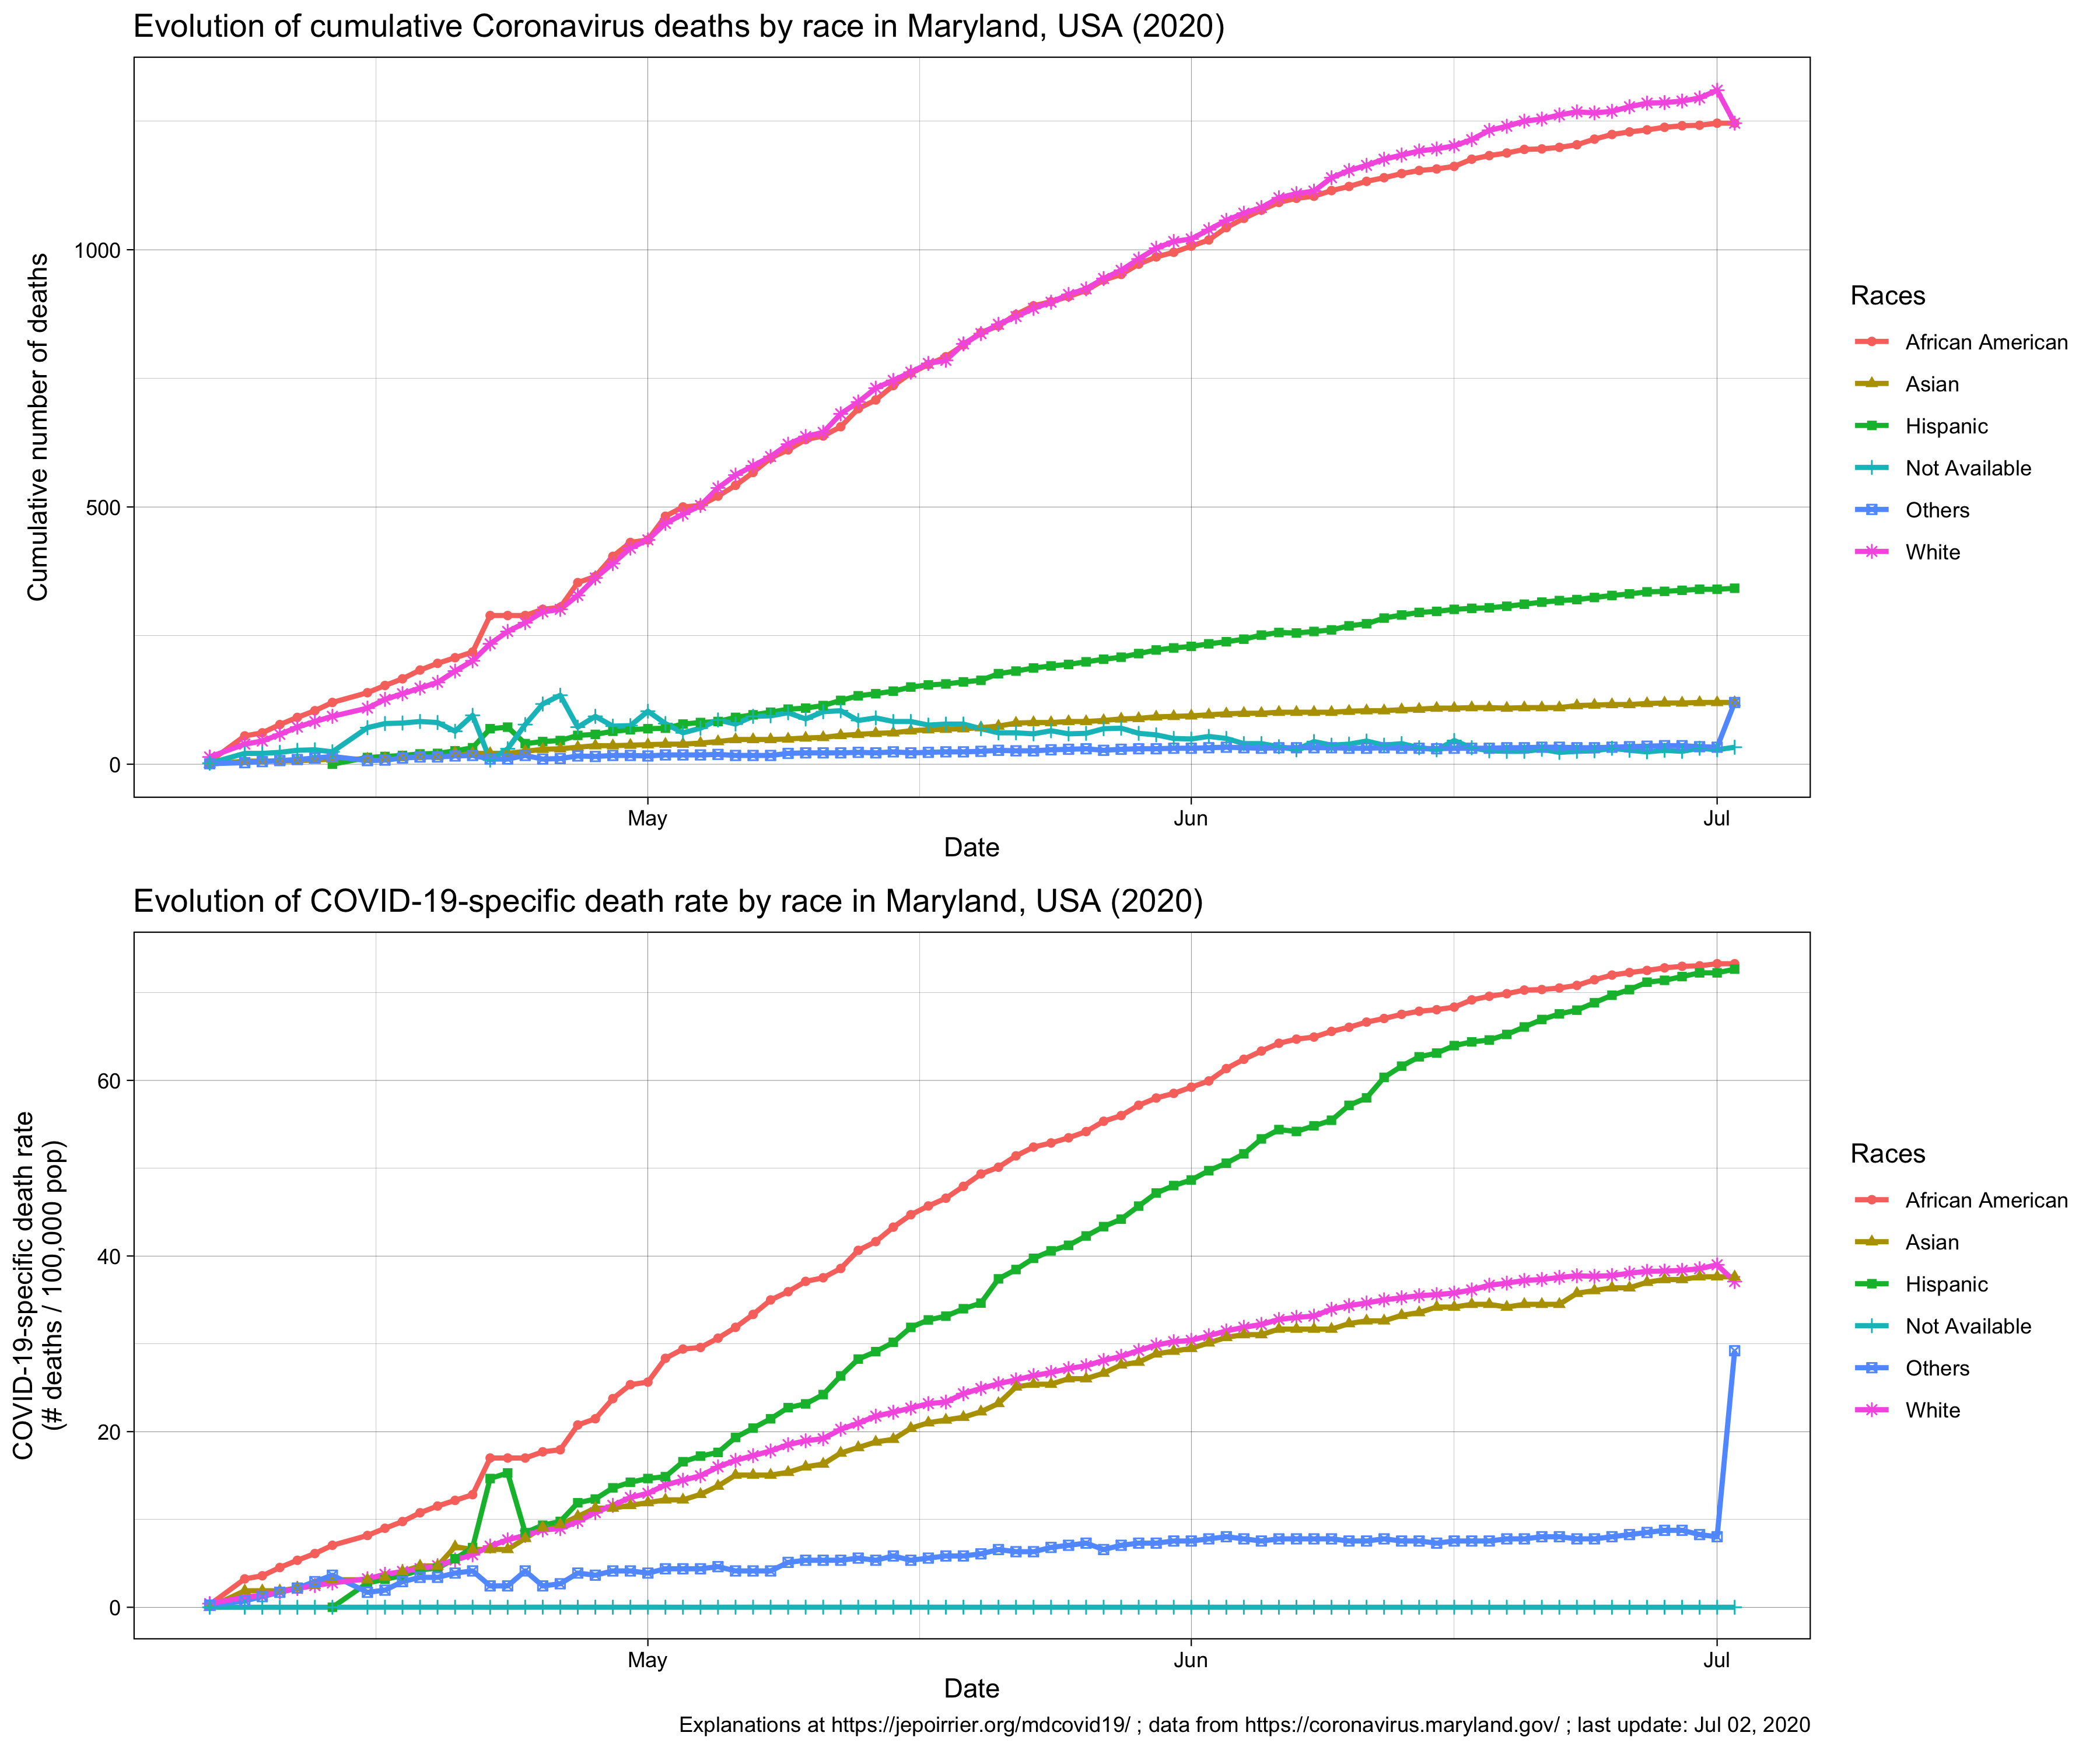 Evolution of cumulative Coronavirus deaths by race in Maryland, USA (2020)
Cumulative number of deaths
1000
500
0
May
Jun
Jul
Date
Races
African American
Asian
Hispanic
Not Available
Others
White
Evolution of COVID-19-specific death rate by race in Maryland, USA (2020)
COVID-19-specific death rate
(# deaths / 100,000 pop)
60
40
20
0
May
Jun
Jul
Date
Races
African American
Asian
Hispanic
Not Available
Others
White
Explanations at https://jepoirrier.org/mdcovid19/ ; data from https://coronavirus.maryland.gov/ ; last update: Jul 02, 2020